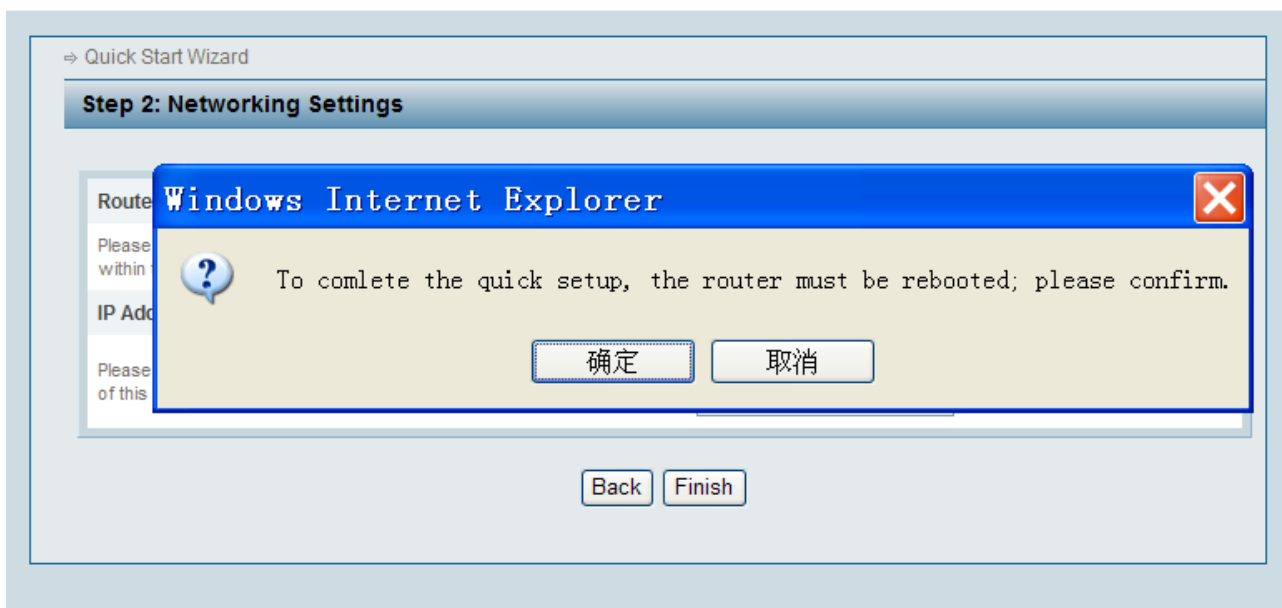 ⇒ Quick Start Wizard
Step 2: Networking Settings
Route
Windows Internet Explorer
Please
within
To comlete the quick setup, the router must be rebooted; please confirm.
IP Add
确定 取消
Please
of this
Back Finish